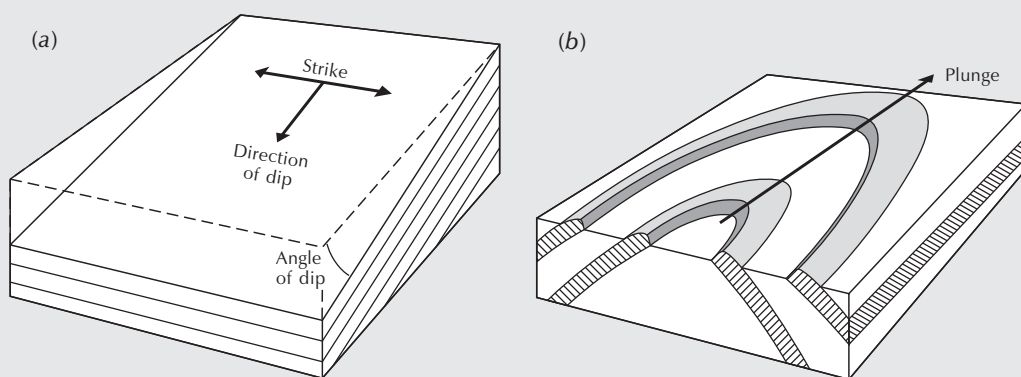 (a)
Strike
Direction
of dip
Angle
of dip
(b)
Plunge